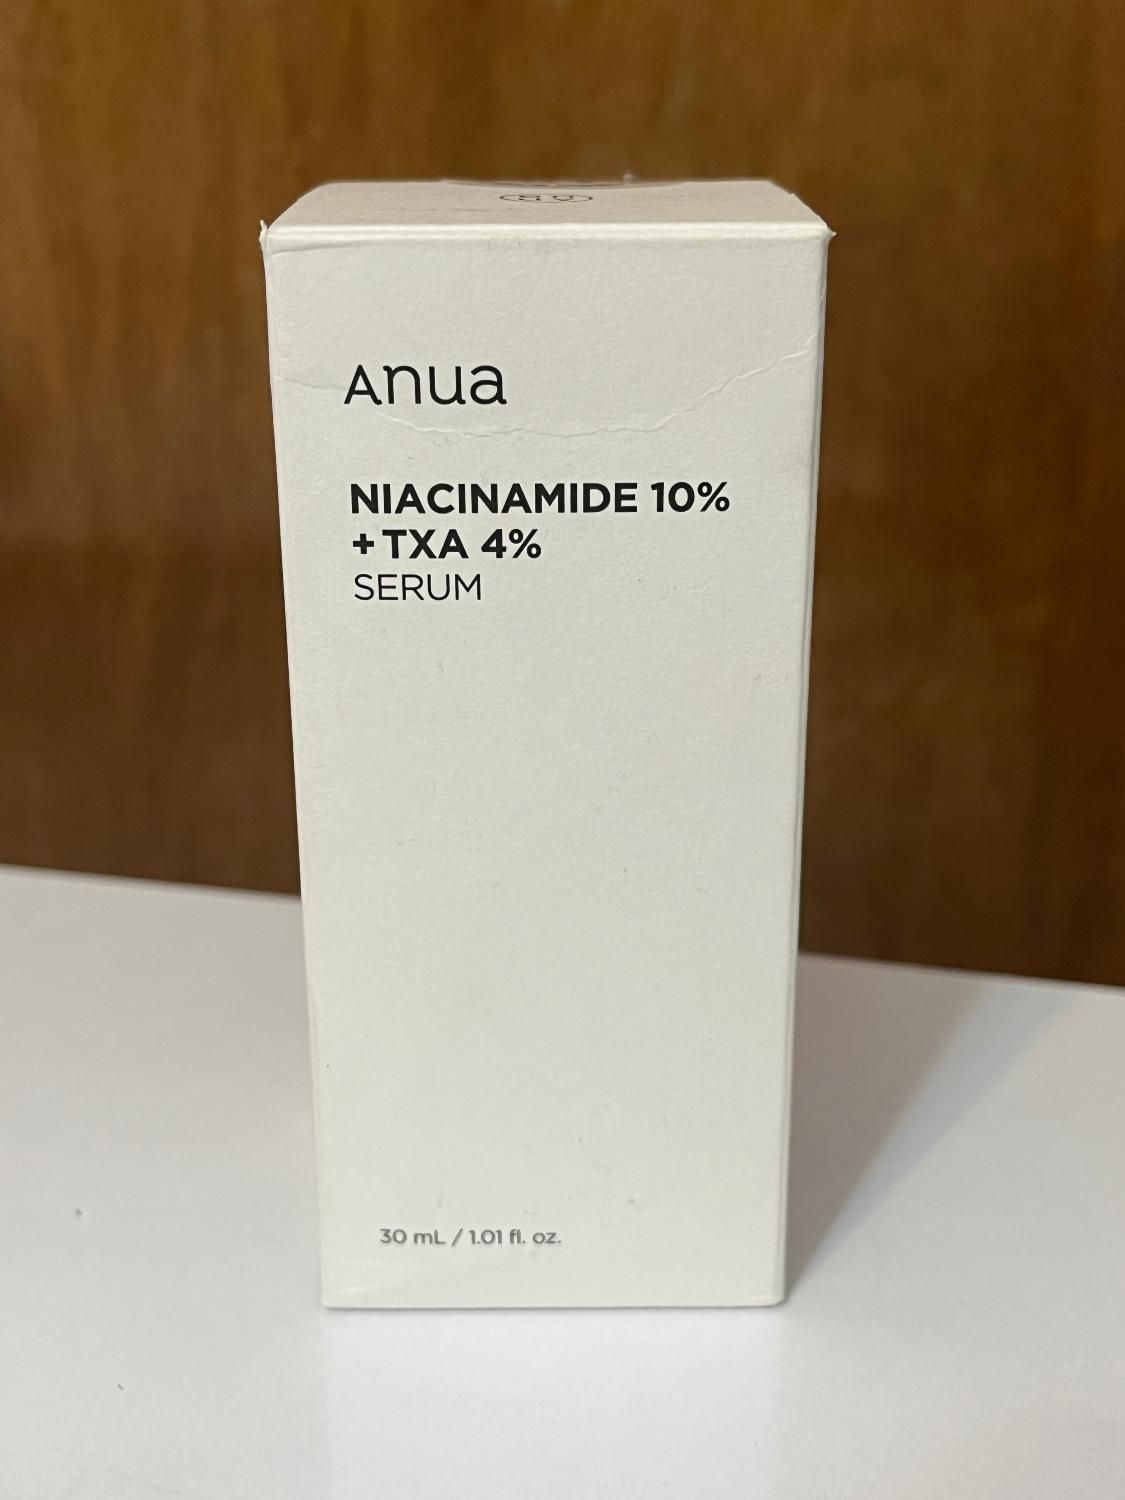 Anua
NIACINAMIDE 10%
+TXA 4%
SERUM
30 mL / 1.01 fl. oz.